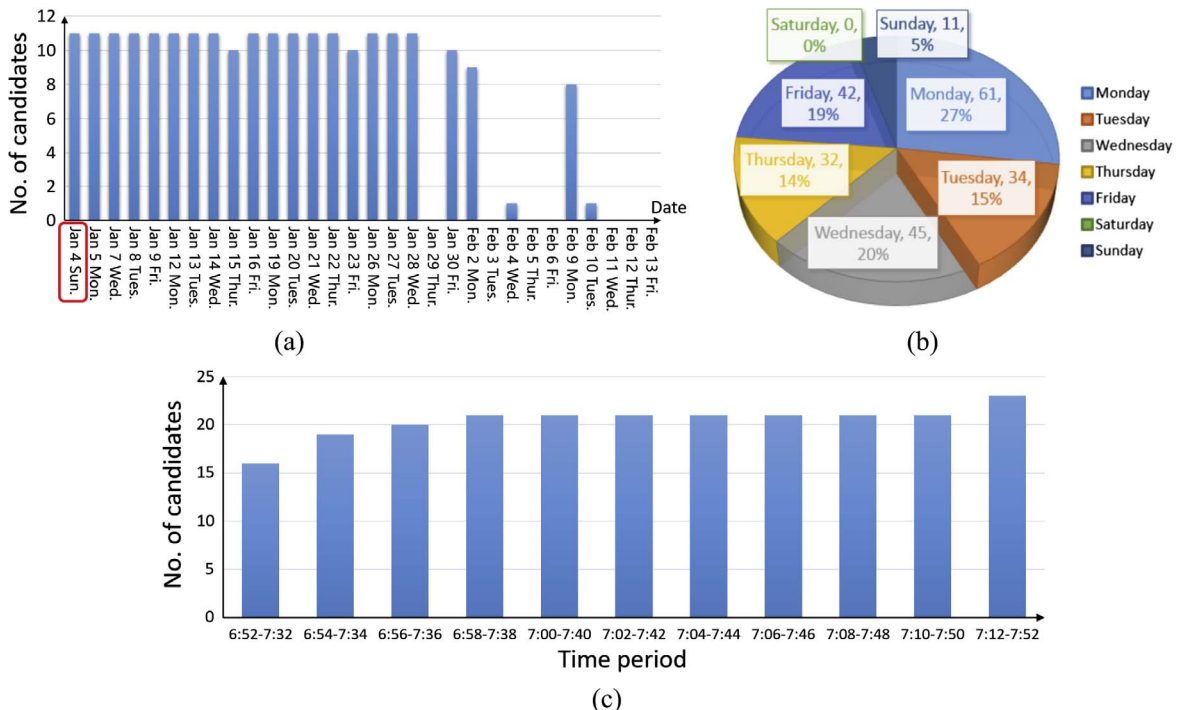 12
10
8
6
4
2
0
No. of candidates
Date
Jan 4 Sun.
Jan 5 Mon.
Jan 7 Wed.
Jan 8 Tues.
Jan 9 Fri.
Jan 12 Mon.
Jan 13 Tues.
Jan 14 Wed.
Jan 15 Thur.
Jan 16 Fri.
Jan 19 Mon.
Jan 20 Tues.
Jan 21 Wed.
Jan 22 Thur.
Jan 23 Fri.
Jan 26 Mon.
Jan 27 Tues.
Jan 28 Wed.
Jan 29 Thur.
Jan 30 Fri.
Feb 2 Mon.
Feb 3 Tues.
Feb 4 Wed.
Feb 5 Thur.
Feb 6 Fri.
Feb 9 Mon.
Feb 10 Tues.
Feb 11 Wed.
Feb 12 Thur.
Feb 13 Fri.
(a)
Saturday, 0,
0%
Sunday, 11,
5%
Friday, 42,
19%
Monday, 61,
27%
Thursday, 32,
14%
Tuesday, 34,
15%
Wednesday, 45,
20%
Monday
Tuesday
Wednesday
Thursday
Friday
Saturday
Sunday
(b)
25
20
15
10
5
0
No. of candidates
6:52-7:32
6:54-7:34
6:56-7:36
6:58-7:38
7:00-7:40
7:02-7:42
7:04-7:44
7:06-7:46
7:08-7:48
7:10-7:50
7:12-7:52
Time period
(c)